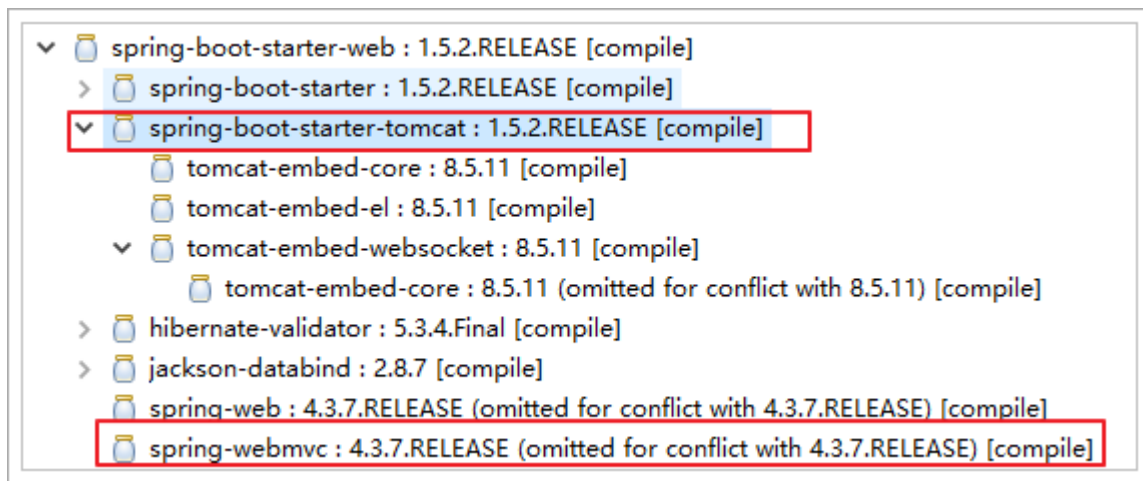 spring-boot-starter-web : 1.5.2.RELEASE [compile]
spring-boot-starter : 1.5.2.RELEASE [compile]
spring-boot-starter-tomcat : 1.5.2.RELEASE [compile]
tomcat-embed-core : 8.5.11 [compile]
tomcat-embed-el : 8.5.11 [compile]
tomcat-embed-websocket : 8.5.11 [compile]
tomcat-embed-core : 8.5.11 (omitted for conflict with 8.5.11) [compile]
hibernate-validator : 5.3.4.Final [compile]
jackson-databind : 2.8.7 [compile]
spring-web : 4.3.7.RELEASE (omitted for conflict with 4.3.7.RELEASE) [compile]
spring-webmvc : 4.3.7.RELEASE (omitted for conflict with 4.3.7.RELEASE) [compile]